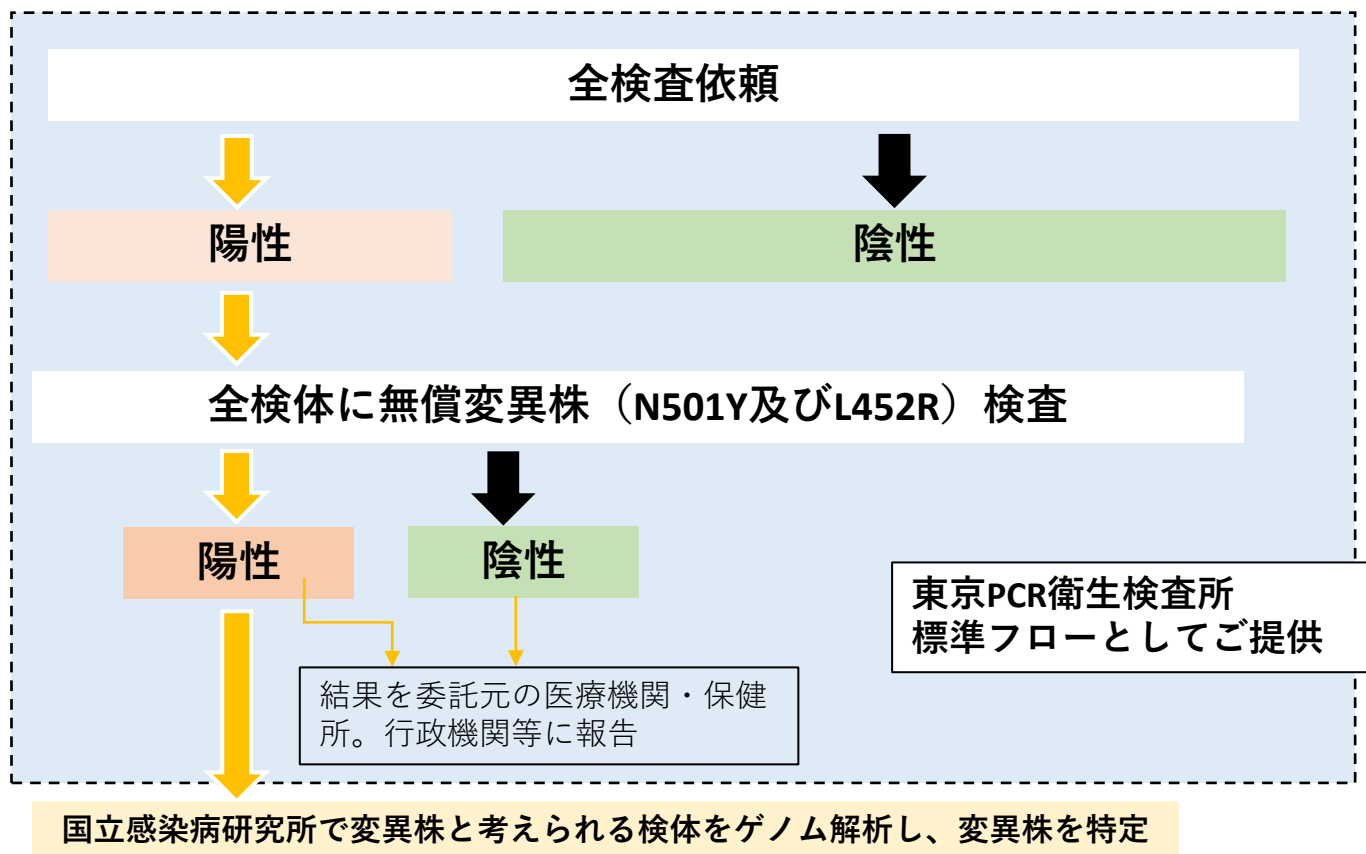 全検査依頼
陽性
陰性
全検体に無償変異株（N501Y及びL452R）検査
陽性
陰性
東京PCR衛生検査所
標準フローとしてご提供
結果を委託元の医療機関・保健
所。行政機関等に報告
国立感染病研究所で変異株と考えられる検体をゲノム解析し、変異株を特定